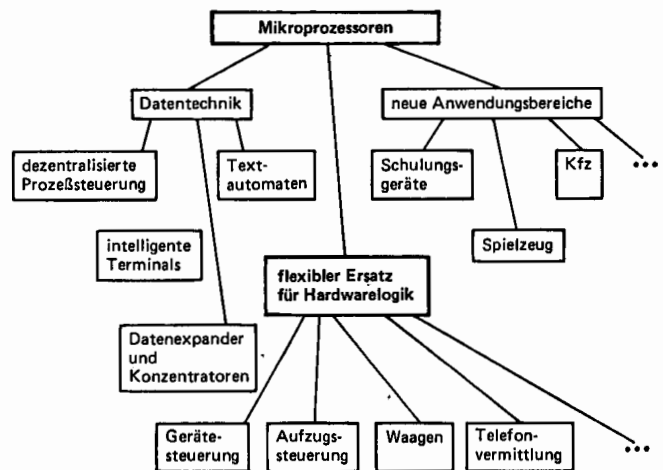 Mikroprozessoren
Datentechnik
neue Anwendungsbereiche
dezentralisierte
Prozeßsteuerung
Text-
automaten
Schulungs-
geräte
Kfz
•••
intelligente
Terminals
Spielzeug
flexibler Ersatz
für Hardwarelogik
Datenexpander
und
Konzentratoren
Geräte-
steuerung
Aufzugs-
steuerung
Waagen
Telefon-
vermittlung
•••